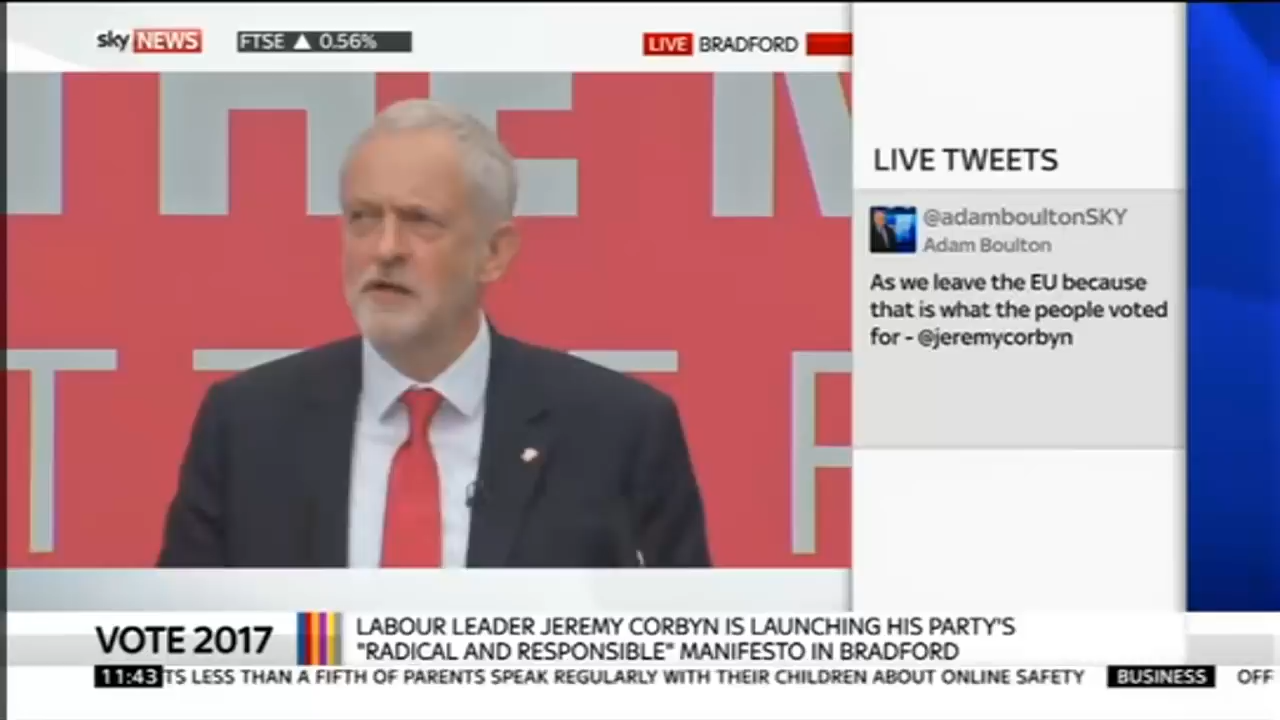 sky NEWS
FTSE ▲ 0.56%
LIVE BRADFORD
THE M
LIVE TWEETS
@adamboultonSKY
Adam Boulton
As we leave the EU because
that is what the people voted
for - @jeremycorbyn
VOTE 2017
LABOUR LEADER JEREMY CORBYN IS LAUNCHING HIS PARTY'S
"RADICAL AND RESPONSIBLE" MANIFESTO IN BRADFORD
11:43 TS LESS THAN A FIFTH OF PARENTS SPEAK REGULARLY WITH THEIR CHILDREN ABOUT ONLINE SAFETY BUSINESS OFF